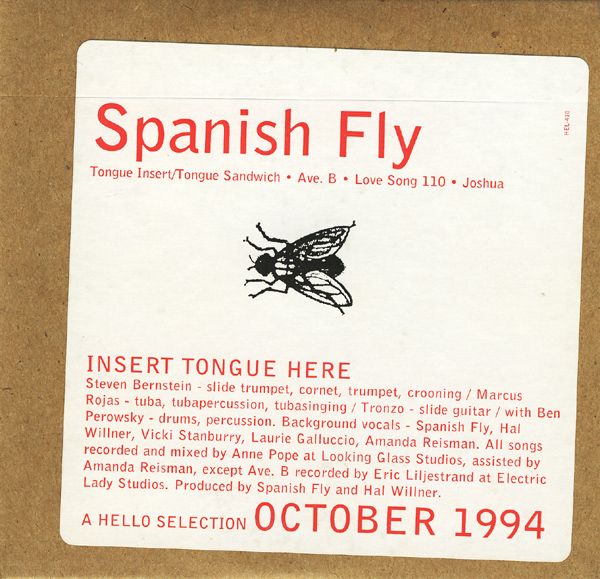 Spanish Fly
HEL-410
Tongue Insert/Tongue Sandwich • Ave. B • Love Song 110 • Joshua
INSERT TONGUE HERE
Steven Bernstein - slide trumpet, cornet, trumpet, crooning / Marcus
Rojas - tuba, tubapercussion, tubasinging / Tronzo - slide guitar / with Ben
Perowsky - drums, percussion. Background vocals - Spanish Fly, Hal
Willner, Vicki Stanburry, Laurie Galluccio, Amanda Reisman. All songs
recorded and mixed by Anne Pope at Looking Glass Studios, assisted by
Amanda Reisman, except Ave. B recorded by Eric Liljestrand at Electric
Lady Studios. Produced by Spanish Fly and Hal Willner.
A HELLO SELECTION OCTOBER 1994